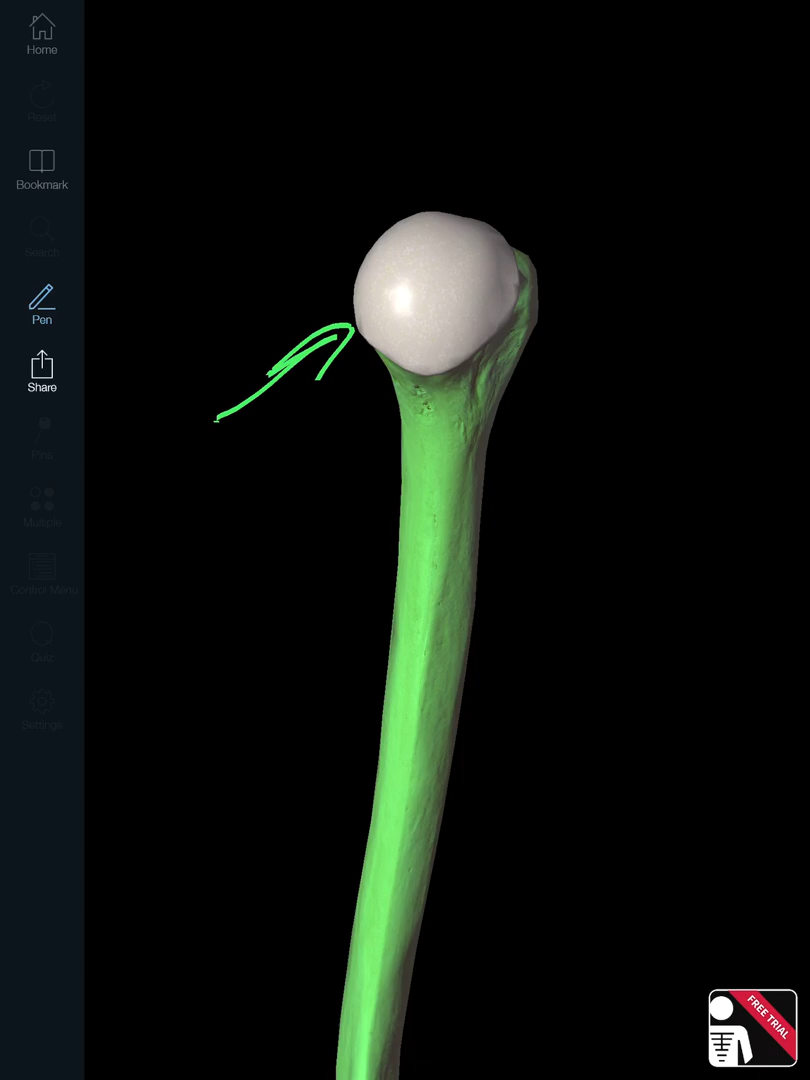 Home
Reset
Bookmark
Search
Pen
Share
Pins
Multiple
Control Menu
Quiz
Settings
FREE TRIAL